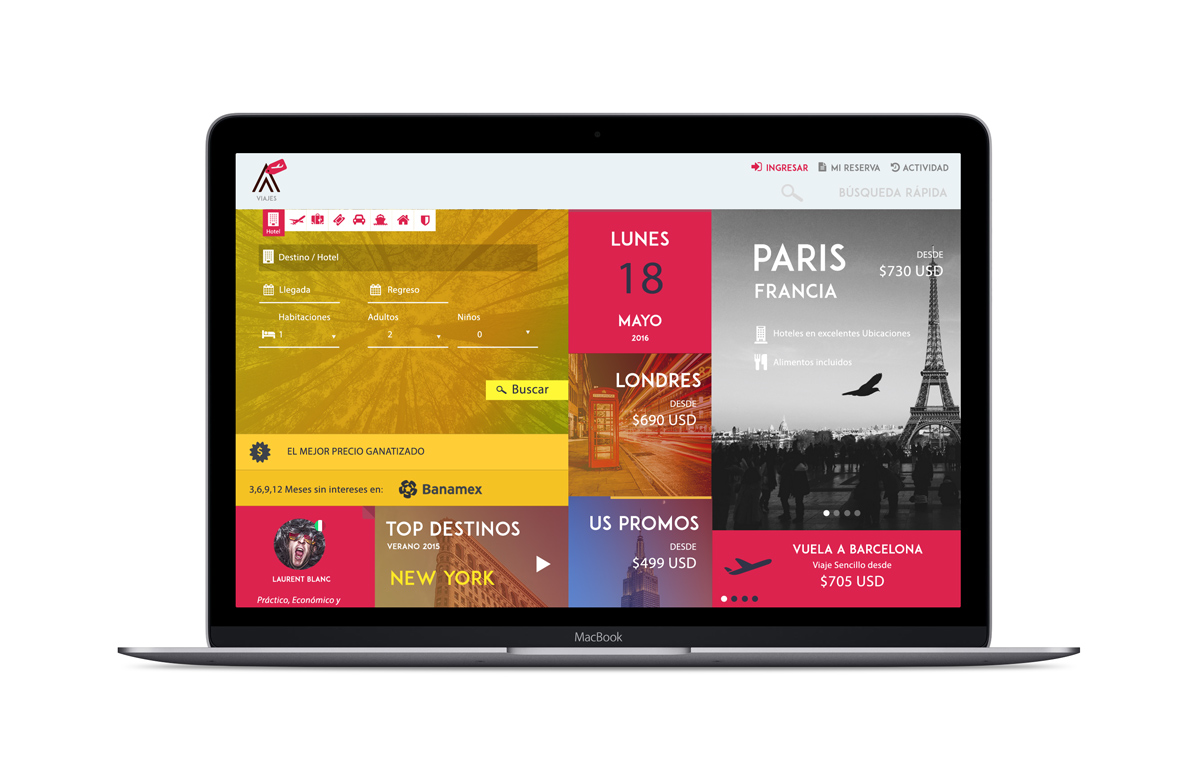 VIAJES
INGRESAR
MI RESERVA
ACTIVIDAD
BÚSQUEDA RÁPIDA
Hotel
Destino / Hotel
Llegada
Regreso
Habitaciones
Adultos
Niños
1
2
0
Buscar
EL MEJOR PRECIO GANATIZADO
3,6,9,12 Meses sin intereses en:
Banamex
LAURENT BLANC
Práctico, Económico y
TOP DESTINOS
VERANO 2015
NEW YORK
LUNES
18
MAYO
2016
LONDRES
DESDE
$690 USD
US PROMOS
DESDE
$499 USD
PARIS
FRANCIA
DESDE
$730 USD
Hoteles en excelentes Ubicaciones
Alimentos incluidos
VUELA A BARCELONA
Viaje Sencillo desde
$705 USD
MacBook